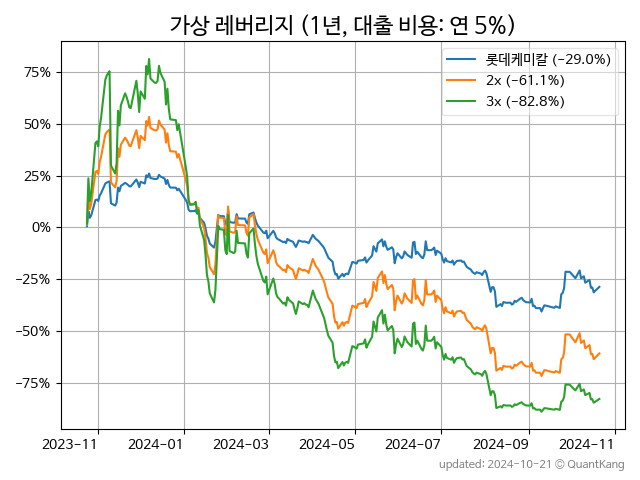 가상 레버리지 (1년, 대출 비용: 연 5%)
롯데케미칼 (−29.0%)
2x (−61.1%)
3x (−82.8%)
75%
50%
25%
0%
−25%
−50%
−75%
2023-11 2024-01 2024-03 2024-05 2024-07 2024-09 2024-11
updated: 2024-10-21 © QuantKang